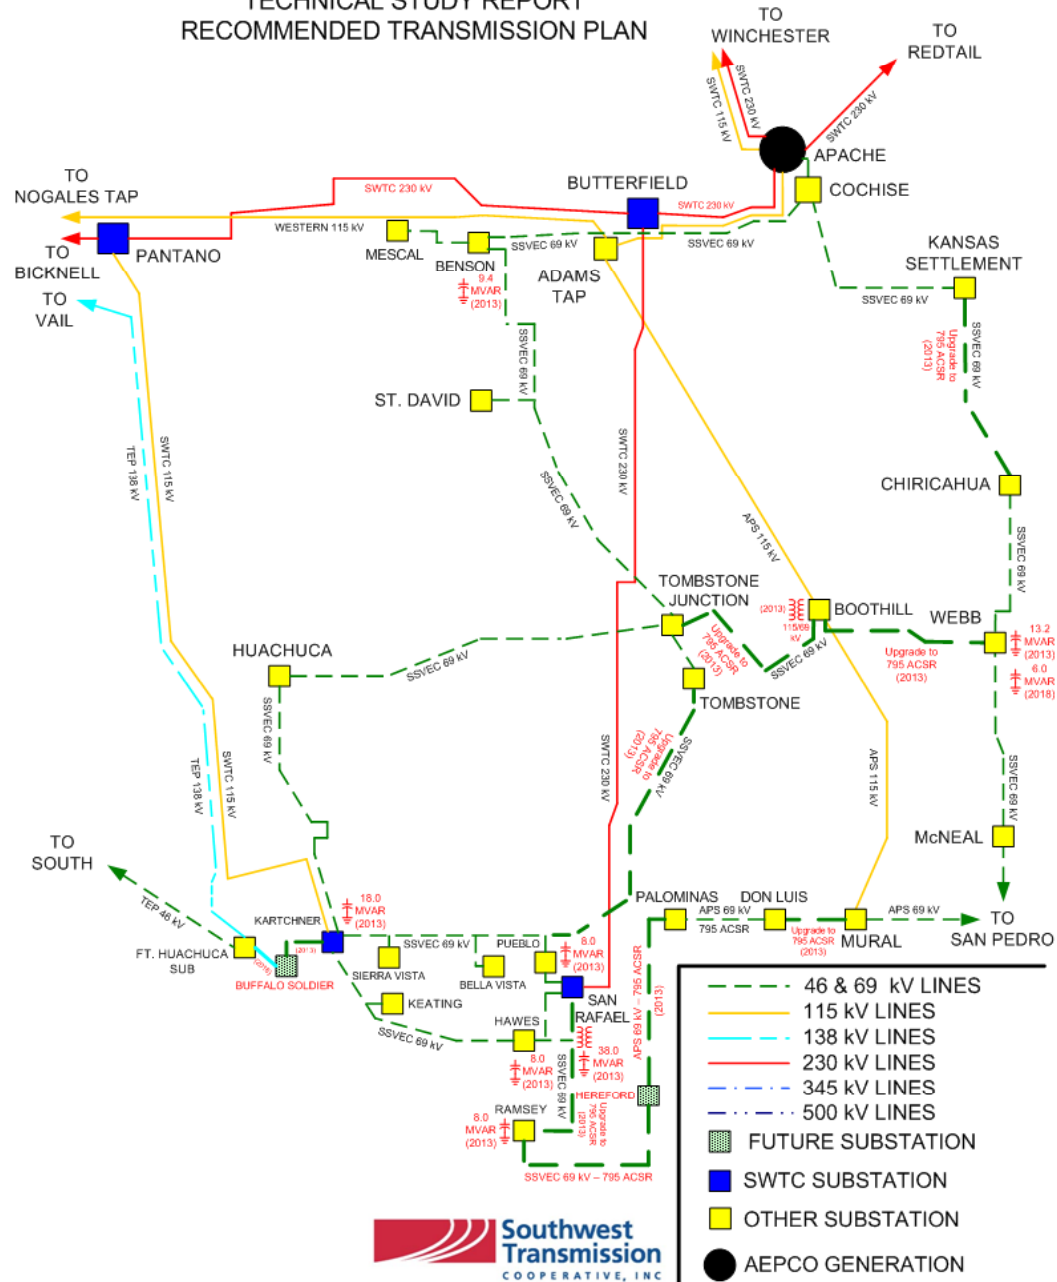 TECHNICAL STUDY REPORT
RECOMMENDED TRANSMISSION PLAN
TO
WINCHESTER
TO
REDTAIL
SWTC 115 kV
SWTC 230 kV
SWTC 230 kV
APACHE
COCHISE
TO
NOGALES TAP
SWTC 230 kV
BUTTERFIELD
SWTC 230 kV
WESTERN 115 kV
MESCAL
BENSON
SSVEC 69 kV
SSVEC 69 kV
ADAMS
TAP
PANTANO
TO
BICKNELL
TO
VAIL
KANSAS
SETTLEMENT
SSVEC 69 kV
9.4
MVAR
(2013)
SSVEC 69 kV
SSVEC 69 kV
Upgrade to
795 ACSR
(2013)
ST. DAVID
TEP 138 kV
SWTC 115 kV
SWTC 230 kV
SSVEC 69 kV
APS 115 kV
CHIRICAHUA
SSVEC 69 kV
TOMBSTONE
JUNCTION
(2013)
115/69
kV
BOOTHILL
WEBB
13.2
MVAR
(2013)
6.0
MVAR
(2018)
Upgrade to
795 ACSR
(2013)
SSVEC 69 kV
Upgrade to
795 ACSR
(2013)
HUACHUCA
SSVEC 69 kV
SSVEC 69 kV
TOMBSTONE
Upgrade to
795 ACSR
(2013)
SSVEC 69 kV
SWTC 230 kV
APS 115 kV
SSVEC 69 kV
TEP 138 kV
SWTC 115 kV
McNEAL
TO
SOUTH
TEP 46 kV
18.0
MVAR
(2013)
KARTCHNER
PALOMINAS
DON LUIS
APS 69 kV
795 ACSR
Upgrade to
795 ACSR
(2013)
MURAL
APS 69 kV
TO
SAN PEDRO
FT. HUACHUCA
SUB
(2018)
(2013)
BUFFALO SOLDIER
SSVEC 69 kV
SIERRA VISTA
PUEBLO
8.0
MVAR
(2013)
BELLA VISTA
SAN
RAFAEL
KEATING
SSVEC 69 kV
HAWES
8.0
MVAR
(2013)
38.0
MVAR
(2013)
APS 69 kV – 795 ACSR
(2013)
SSVEC 69 kV
Upgrade to
795 ACSR
(2013)
HEREFORD
RAMSEY
8.0
MVAR
(2013)
SSVEC 69 kV – 795 ACSR
46 & 69 kV LINES
115 kV LINES
138 kV LINES
230 kV LINES
345 kV LINES
500 kV LINES
FUTURE SUBSTATION
SWTC SUBSTATION
OTHER SUBSTATION
AEPCO GENERATION
Southwest
Transmission
COOPERATIVE, INC